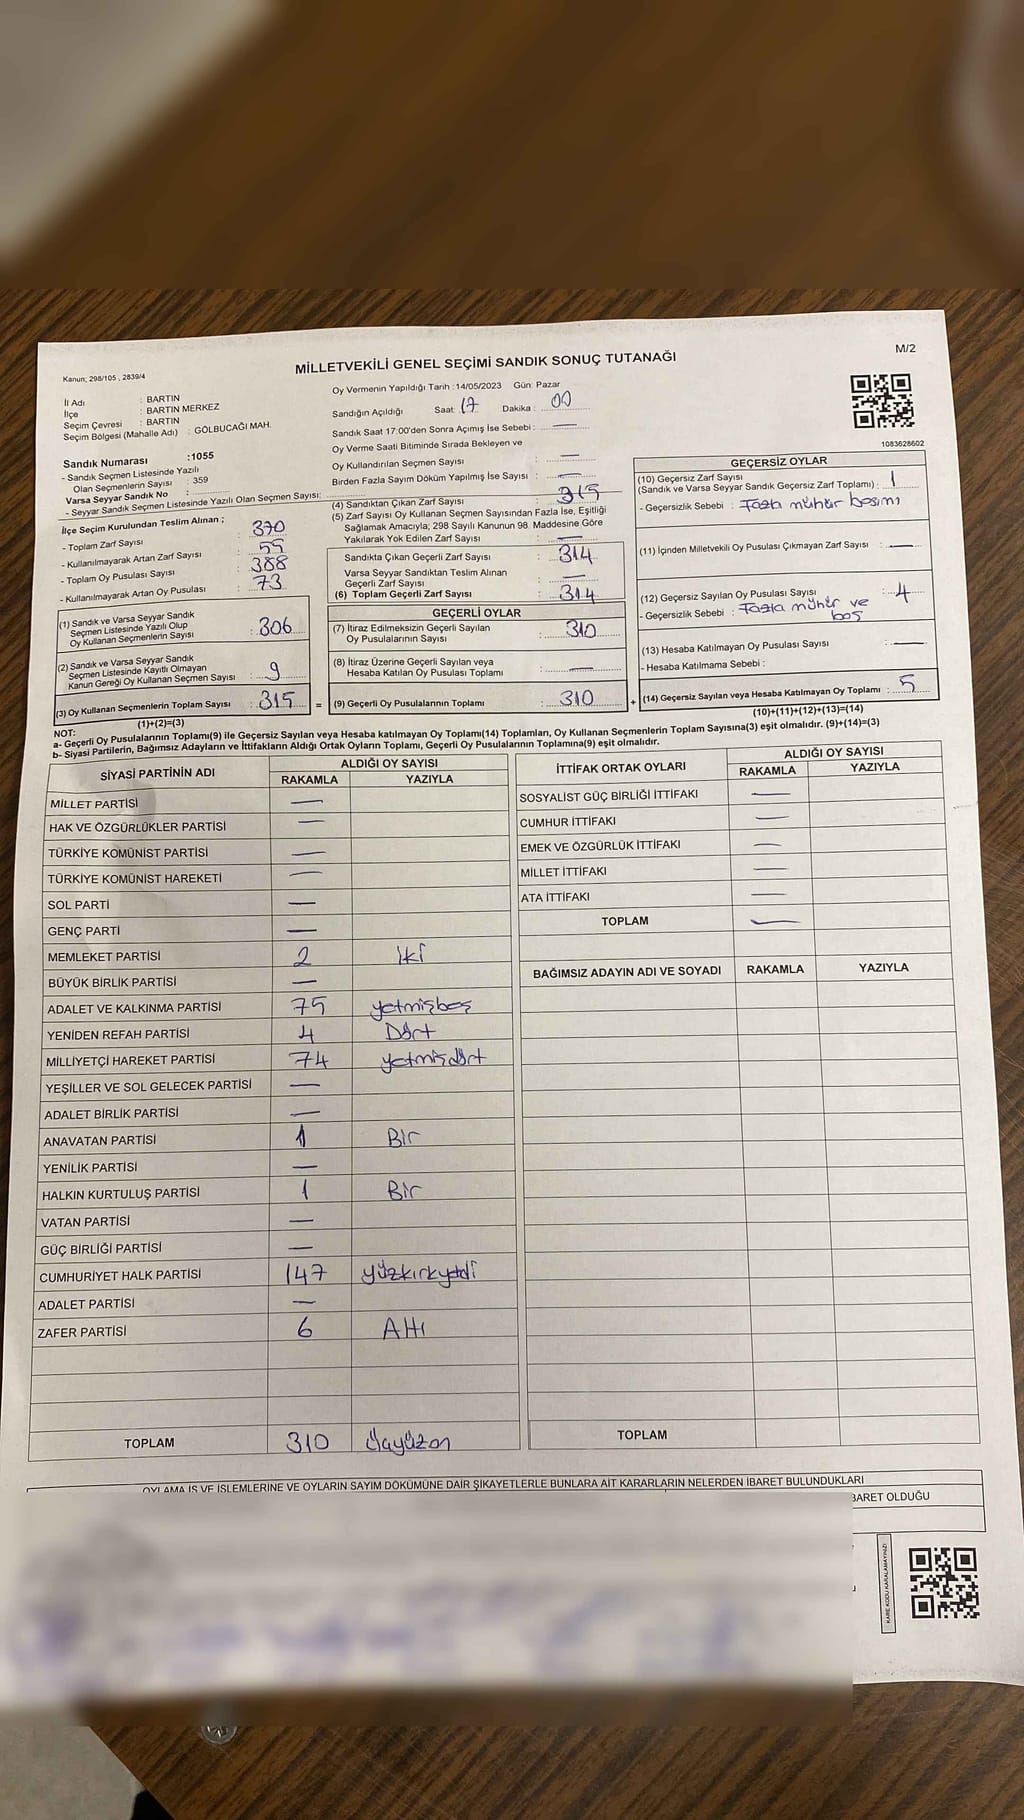 MİLLETVEKİLİ GENEL SEÇİMİ SANDIK SONUÇ TUTANAĞI
M/2
Kanun; 298/105 , 2839/4
İl Adı : BARTIN
İlçe : BARTIN MERKEZ
Seçim Çevresi : BARTIN
Seçim Bölgesi (Mahalle Adı) : GÖLBUCAĞI MAH.
Sandık Numarası :1055
- Sandık Seçmen Listesinde Yazılı
Olan Seçmenlerin Sayısı : 359
Varsa Seyyar Sandık No :
- Seyyar Sandık Seçmen Listesinde Yazılı Olan Seçmen Sayısı:
İlçe Seçim Kurulundan Teslim Alınan ;
- Toplam Zarf Sayısı : 370
- Kullanılmayarak Artan Zarf Sayısı : 55
- Toplam Oy Pusulası Sayısı : 388
- Kullanılmayarak Artan Oy Pusulası : 73
(1) Sandık ve Varsa Seyyar Sandık
Seçmen Listesinde Yazılı Olup
Oy Kullanan Seçmenlerin Sayısı : 306
(2) Sandık ve Varsa Seyyar Sandık
Seçmen Listesinde Kayıtlı Olmayan
Kanun Gereği Oy Kullanan Seçmen Sayısı : 9
(3) Oy Kullanan Seçmenlerin Toplam Sayısı : 315 =
(1)+(2)=(3)
Oy Vermenin Yapıldığı Tarih :14/05/2023 Gün: Pazar
Sandığın Açıldığı Saat: 17 Dakika : 00
Sandık Saat 17:00'den Sonra Açımış İse Sebebi : —
Oy Verme Saati Bitiminde Sırada Bekleyen ve
Oy Kullandırılan Seçmen Sayısı : —
Birden Fazla Sayım Döküm Yapılmış İse Sayısı : —
(4) Sandıktan Çıkan Zarf Sayısı : 315
(5) Zarf Sayısı Oy Kullanan Seçmen Sayısından Fazla İse, Eşitliği
Sağlamak Amacıyla; 298 Sayılı Kanunun 98. Maddesine Göre
Yakılarak Yok Edilen Zarf Sayısı : —
Sandıkta Çıkan Geçerli Zarf Sayısı : 314
Varsa Seyyar Sandıktan Teslim Alınan
Geçerli Zarf Sayısı : —
(6) Toplam Geçerli Zarf Sayısı : 314
GEÇERLİ OYLAR
(7) İtiraz Edilmeksizin Geçerli Sayılan
Oy Pusulalarının Sayısı : 310
(8) İtiraz Üzerine Geçerli Sayılan veya
Hesaba Katılan Oy Pusulası Toplamı : —
(9) Geçerli Oy Pusulalarının Toplamı : 310 +
1083628602
GEÇERSİZ OYLAR
(10) Geçersiz Zarf Sayısı
(Sandık ve Varsa Seyyar Sandık Geçersiz Zarf Toplamı) : 1
- Geçersizlik Sebebi : Fazla mühür basımı
(11) İçinden Milletvekili Oy Pusulası Çıkmayan Zarf Sayısı : —
(12) Geçersiz Sayılan Oy Pusulası Sayısı : 4
- Geçersizlik Sebebi : Fazla mühür ve
boş
(13) Hesaba Katılmayan Oy Pusulası Sayısı : —
- Hesaba Katılmama Sebebi :
(14) Geçersiz Sayılan veya Hesaba Katılmayan Oy Toplamı : 5
(10)+(11)+(12)+(13)=(14)
NOT:
a- Geçerli Oy Pusulalarının Toplamı(9) ile Geçersiz Sayılan veya Hesaba katılmayan Oy Toplamı(14) Toplamları, Oy Kullanan Seçmenlerin Toplam Sayısına(3) eşit olmalıdır. (9)+(14)=(3)
b- Siyasi Partilerin, Bağımsız Adayların ve İttifakların Aldığı Ortak Oyların Toplamı, Geçerli Oy Pusulalarının Toplamına(9) eşit olmalıdır.
SİYASİ PARTİNİN ADI ALDIĞI OY SAYISI
RAKAMLA YAZIYLA
MİLLET PARTİSİ —
HAK VE ÖZGÜRLÜKLER PARTİSİ —
TÜRKİYE KOMÜNİST PARTİSİ —
TÜRKİYE KOMÜNİST HAREKETİ —
SOL PARTİ —
GENÇ PARTİ —
MEMLEKET PARTİSİ 2 İki
BÜYÜK BİRLİK PARTİSİ —
ADALET VE KALKINMA PARTİSİ 75 yetmişbeş
YENİDEN REFAH PARTİSİ 4 Dört
MİLLİYETÇİ HAREKET PARTİSİ 74 yetmişdört
YEŞİLLER VE SOL GELECEK PARTİSİ —
ADALET BİRLİK PARTİSİ —
ANAVATAN PARTİSİ 1 Bir
YENİLİK PARTİSİ —
HALKIN KURTULUŞ PARTİSİ 1 Bir
VATAN PARTİSİ —
GÜÇ BİRLİĞİ PARTİSİ —
CUMHURİYET HALK PARTİSİ 147 yüzkırkyedi
ADALET PARTİSİ —
ZAFER PARTİSİ 6 Altı
TOPLAM 310 Üçyüzon
İTTİFAK ORTAK OYLARI ALDIĞI OY SAYISI
RAKAMLA YAZIYLA
SOSYALİST GÜÇ BİRLİĞİ İTTİFAKI —
CUMHUR İTTİFAKI —
EMEK VE ÖZGÜRLÜK İTTİFAKI —
MİLLET İTTİFAKI —
ATA İTTİFAKI —
TOPLAM —
BAĞIMSIZ ADAYIN ADI VE SOYADI RAKAMLA YAZIYLA
TOPLAM
OYLAMA İŞ VE İŞLEMLERİNE VE OYLARIN SAYIM DÖKÜMÜNE DAİR ŞİKAYETLERLE BUNLARA AİT KARARLARIN NELERDEN İBARET BULUNDUKLARI
BARET OLDUĞU
KARE KODU KARALAMAYINIZ!